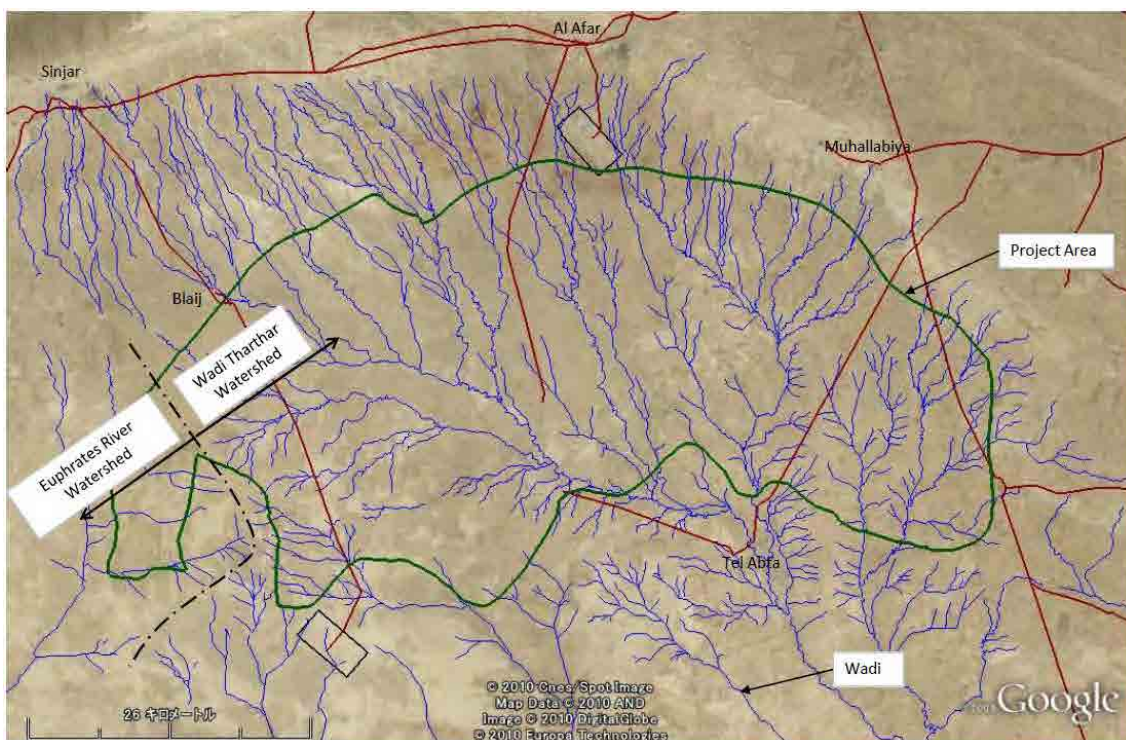 Al Afar
Sinjar
Muhallabiya
Project Area
Blaij
Wadi Tharthar
Watershed
Euphrates River
Watershed
Tel Abta
Wadi
© 2010 Cnes/Spot Image
Map Data © 2010 AND
Image © 2010 DigitalGlobe
© 2010 Europa Technologies
26 キロメートル
Google